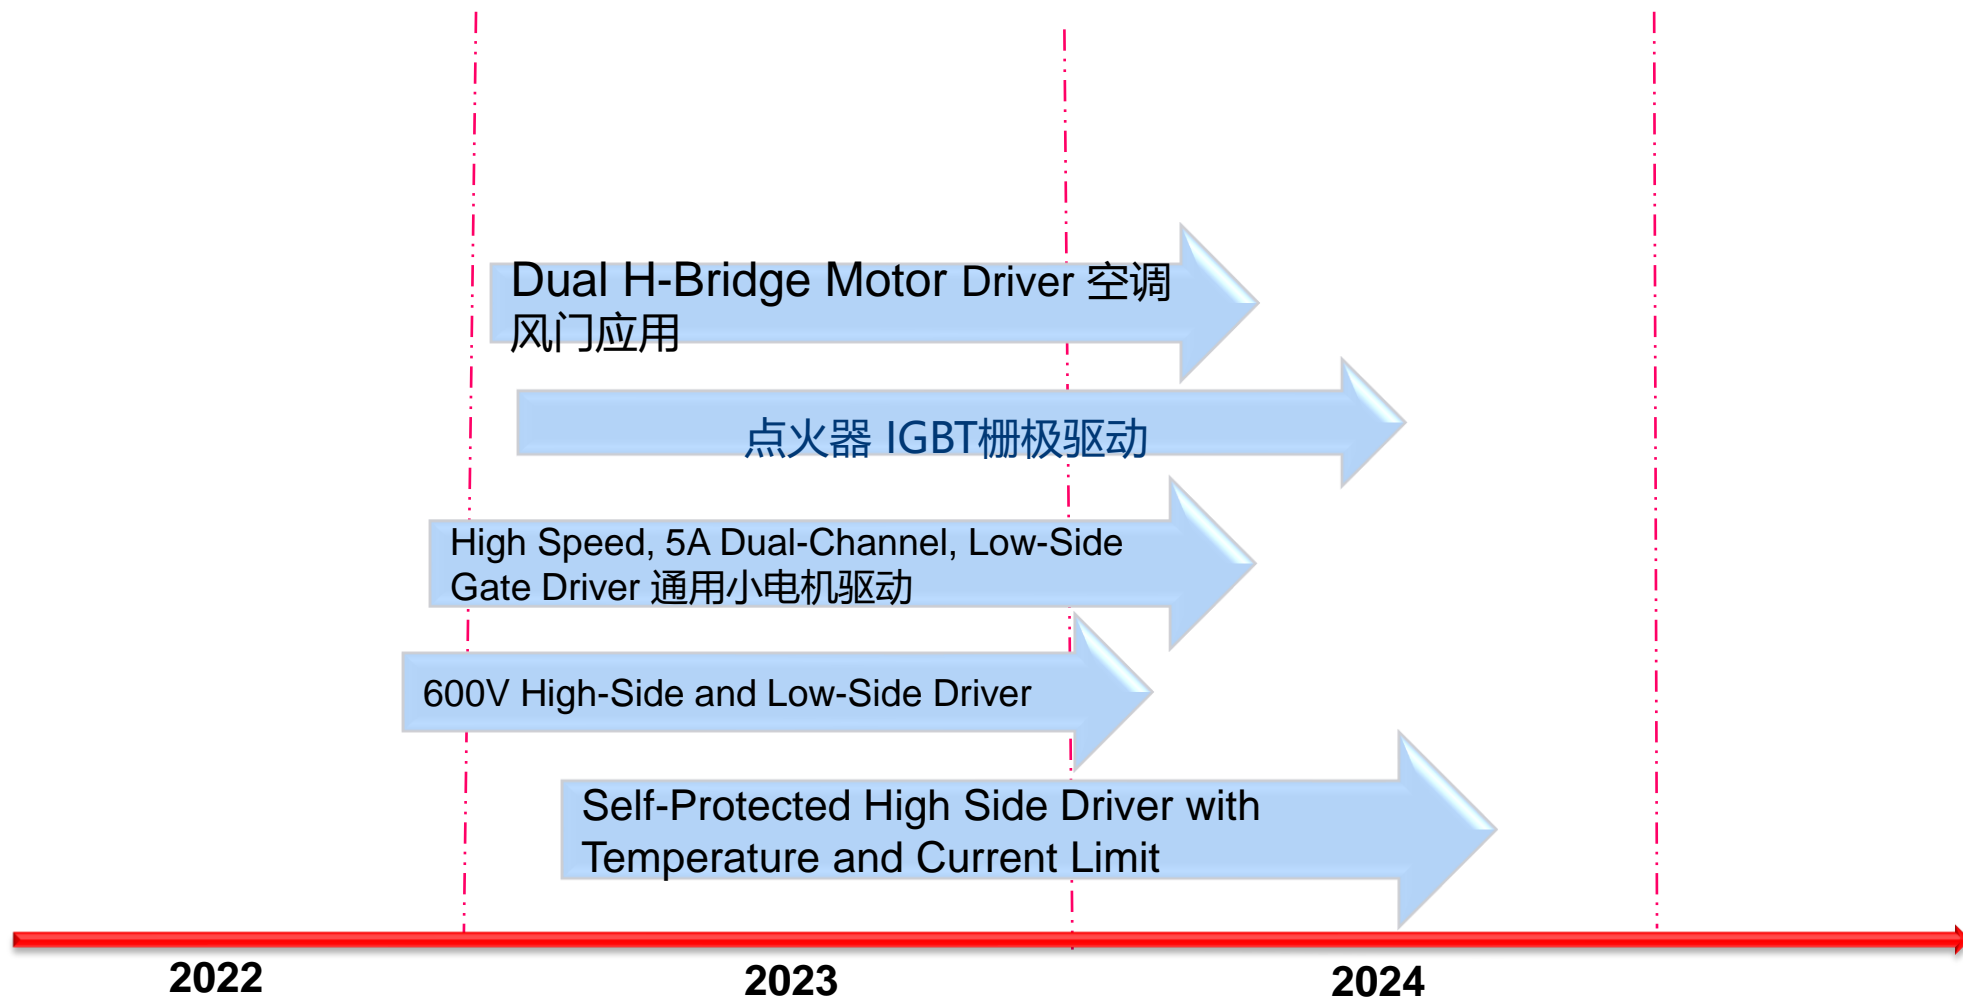 Dual H-Bridge Motor Driver 空调
风门应用
点火器 IGBT栅极驱动
High Speed, 5A Dual-Channel, Low-Side
Gate Driver 通用小电机驱动
600V High-Side and Low-Side Driver
Self-Protected High Side Driver with
Temperature and Current Limit
2022
2023
2024